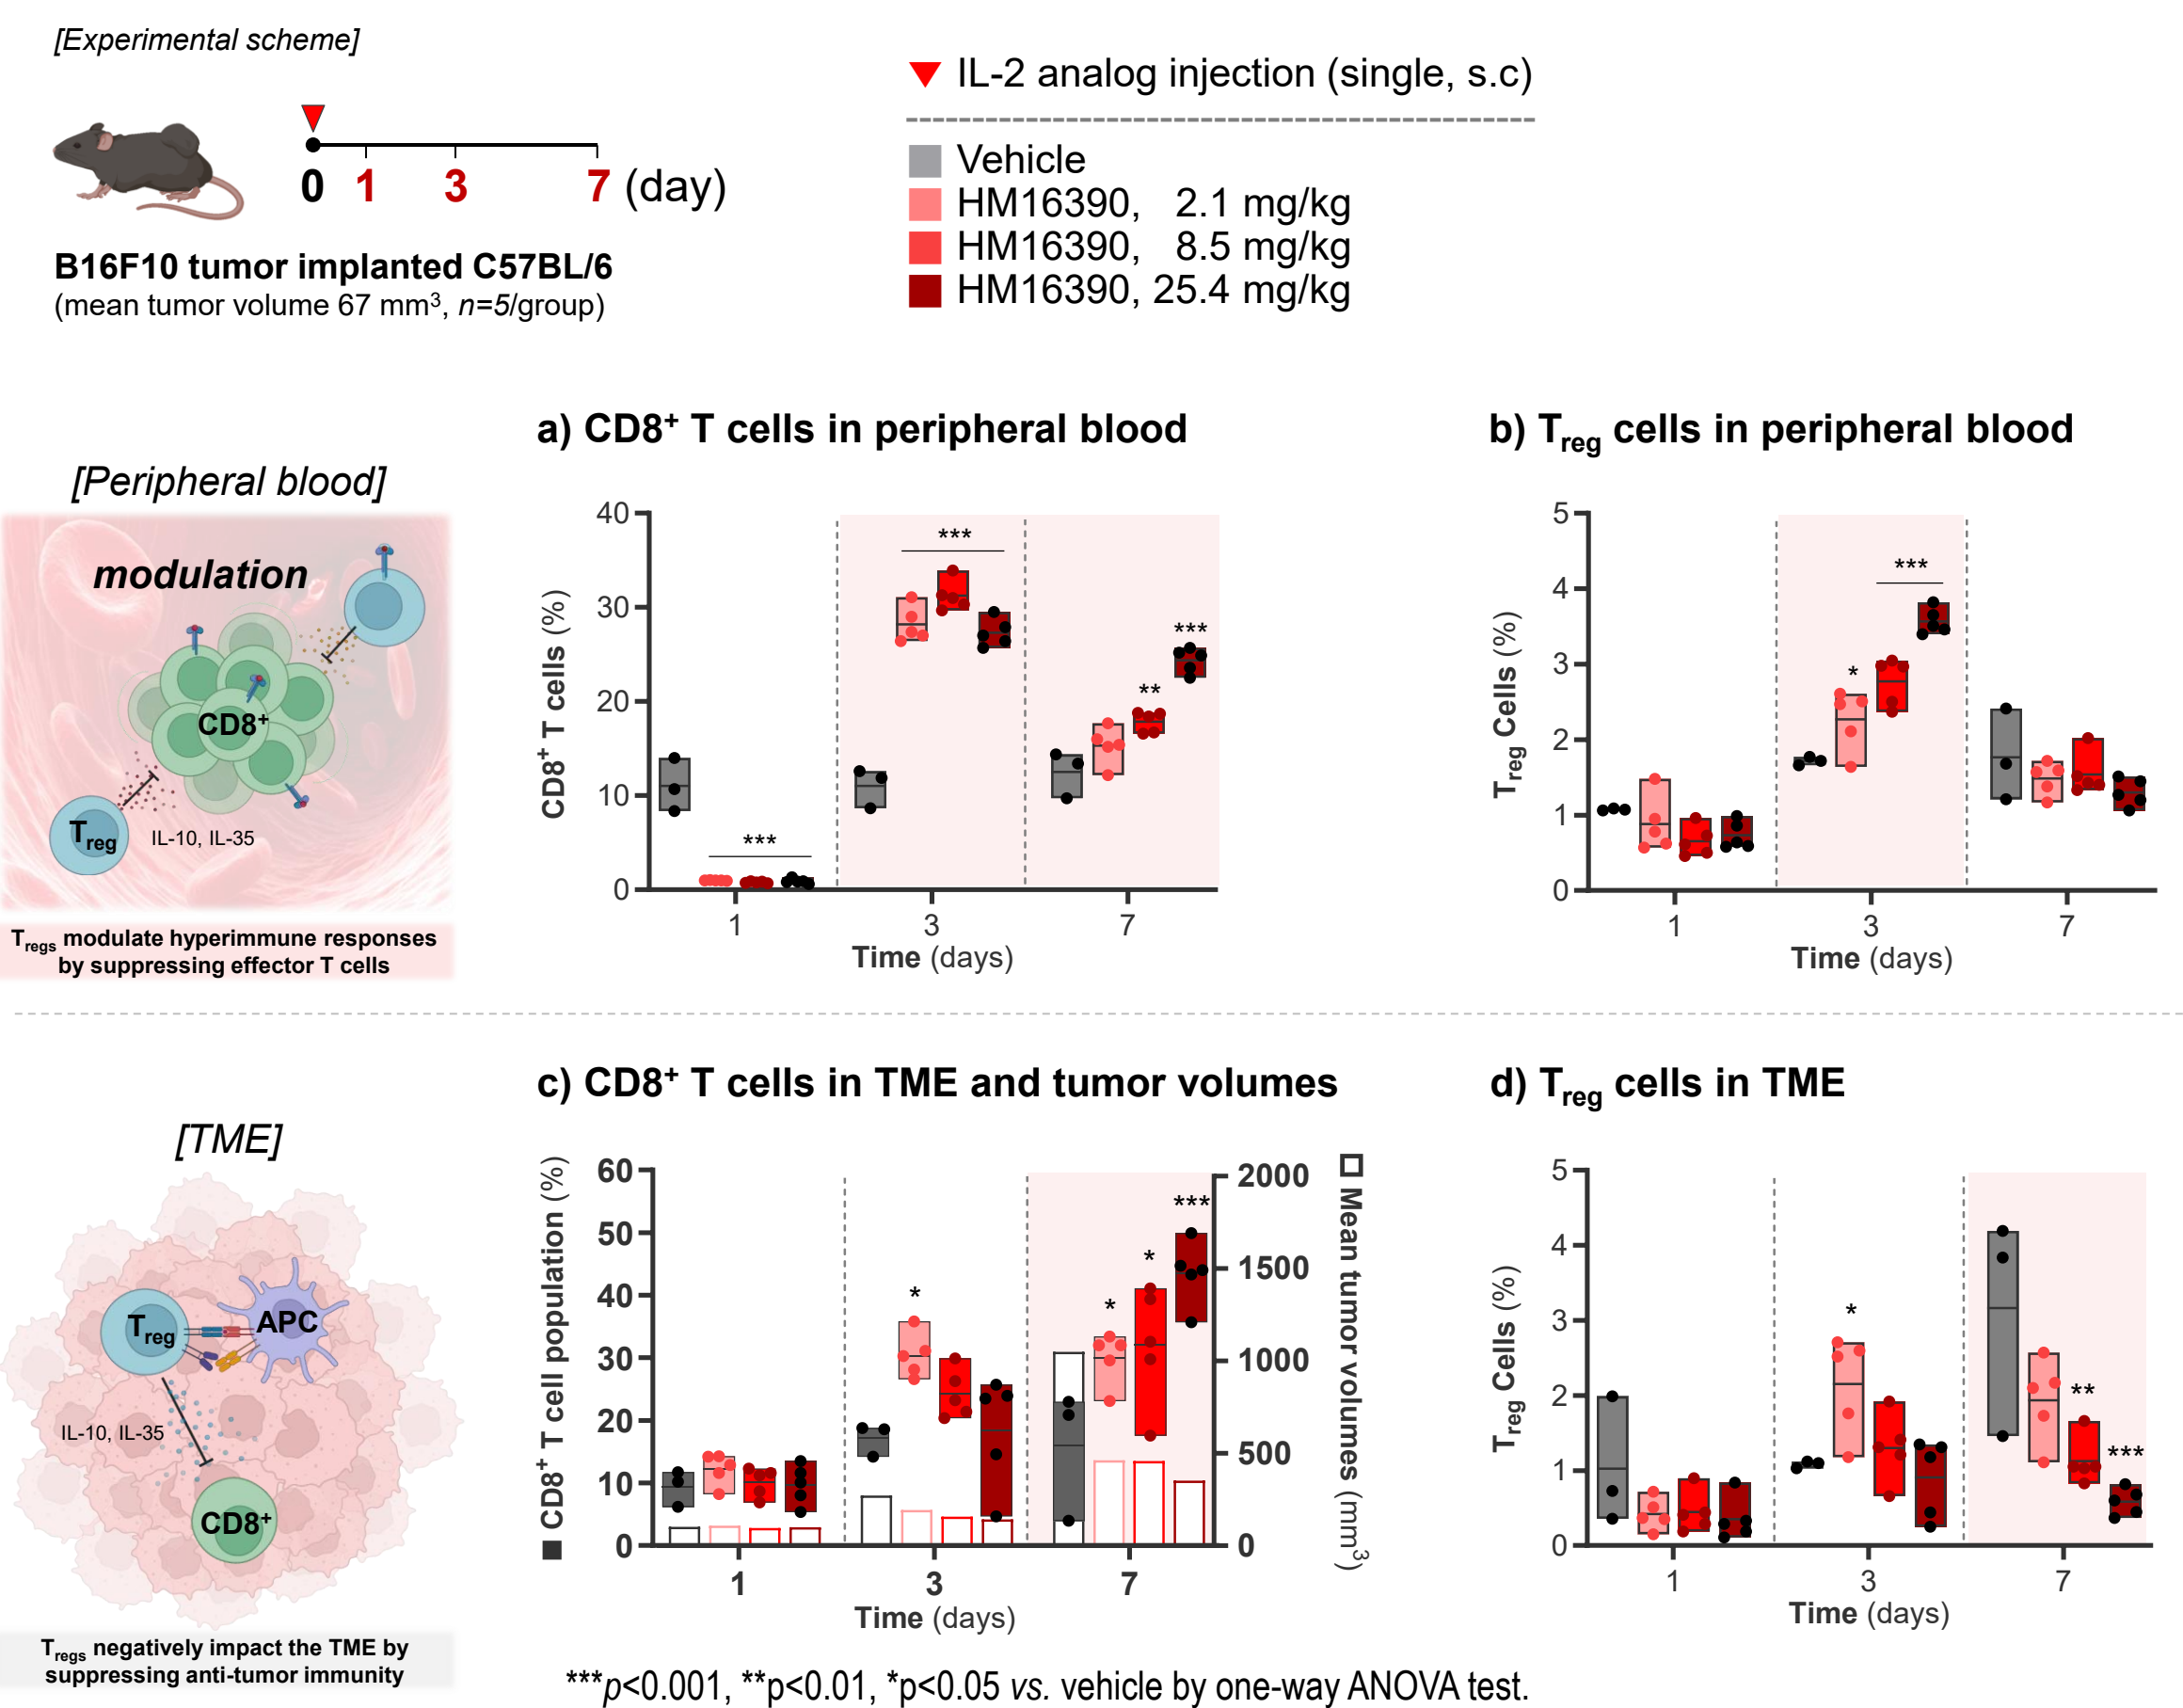 [Experimental scheme]
0 1 3 7 (day)
B16F10 tumor implanted C57BL/6
(mean tumor volume 67 mm³, n=5/group)
IL-2 analog injection (single, s.c)
Vehicle
HM16390, 2.1 mg/kg
HM16390, 8.5 mg/kg
HM16390, 25.4 mg/kg
[Peripheral blood]
modulation
CD8⁺
Treg
IL-10, IL-35
Tregs modulate hyperimmune responses
by suppressing effector T cells
a) CD8⁺ T cells in peripheral blood
CD8⁺ T cells (%)
40
30
20
10
0
***
***
**
***
1 3 7
Time (days)
b) Treg cells in peripheral blood
Treg Cells (%)
5
4
3
2
1
0
*
***
1 3 7
Time (days)
[TME]
Treg
APC
IL-10, IL-35
CD8⁺
Tregs negatively impact the TME by
suppressing anti-tumor immunity
c) CD8⁺ T cells in TME and tumor volumes
CD8⁺ T cell population (%)
60
50
40
30
20
10
0
*
*
*
***
2000
1500
1000
500
0
Mean tumor volumes (mm³)
1 3 7
Time (days)
d) Treg cells in TME
Treg Cells (%)
5
4
3
2
1
0
*
**
***
1 3 7
Time (days)
***p<0.001, **p<0.01, *p<0.05 vs. vehicle by one-way ANOVA test.